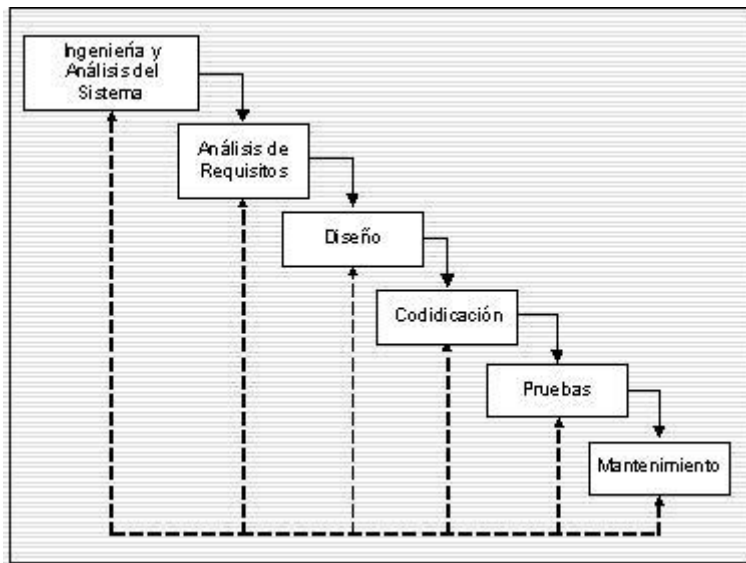 Ingeniería y
Análisis del
Sistema
Análisis de
Requisitos
Diseño
Codidicación
Pruebas
Mantenimiento